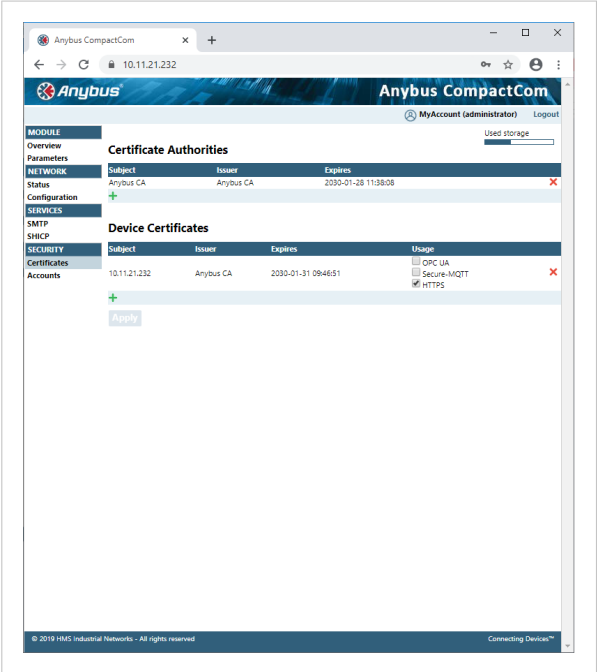 Anybus CompactCom
10.11.21.232
Anybus
Anybus CompactCom
MyAccount (administrator) Logout
MODULE
Overview
Parameters
NETWORK
Status
Configuration
SERVICES
SMTP
SHICP
SECURITY
Certificates
Accounts
Used storage
Certificate Authorities
Subject Issuer Expires
Anybus CA Anybus CA 2030-01-28 11:38:08
Device Certificates
Subject Issuer Expires Usage
10.11.21.232 Anybus CA 2030-01-31 09:46:51
OPC UA
Secure-MQTT
HTTPS
Apply
© 2019 HMS Industrial Networks - All rights reserved Connecting Devices™